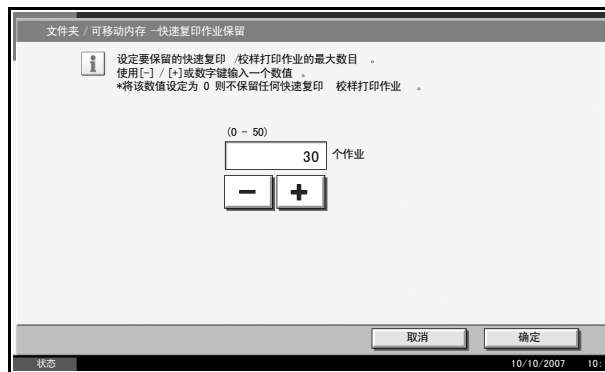 文件夹 / 可移动内存 －快速复印作业保留
设定要保留的快速复印 /校样打印作业的最大数目 。
使用[－] / [+]或数字键输入一个数值 。
*将该数值设定为 0 则不保留任何快速复印 校样打印作业 。
(0 － 50)
30 个作业
－ +
取消 确定
状态 10/10/2007 10: